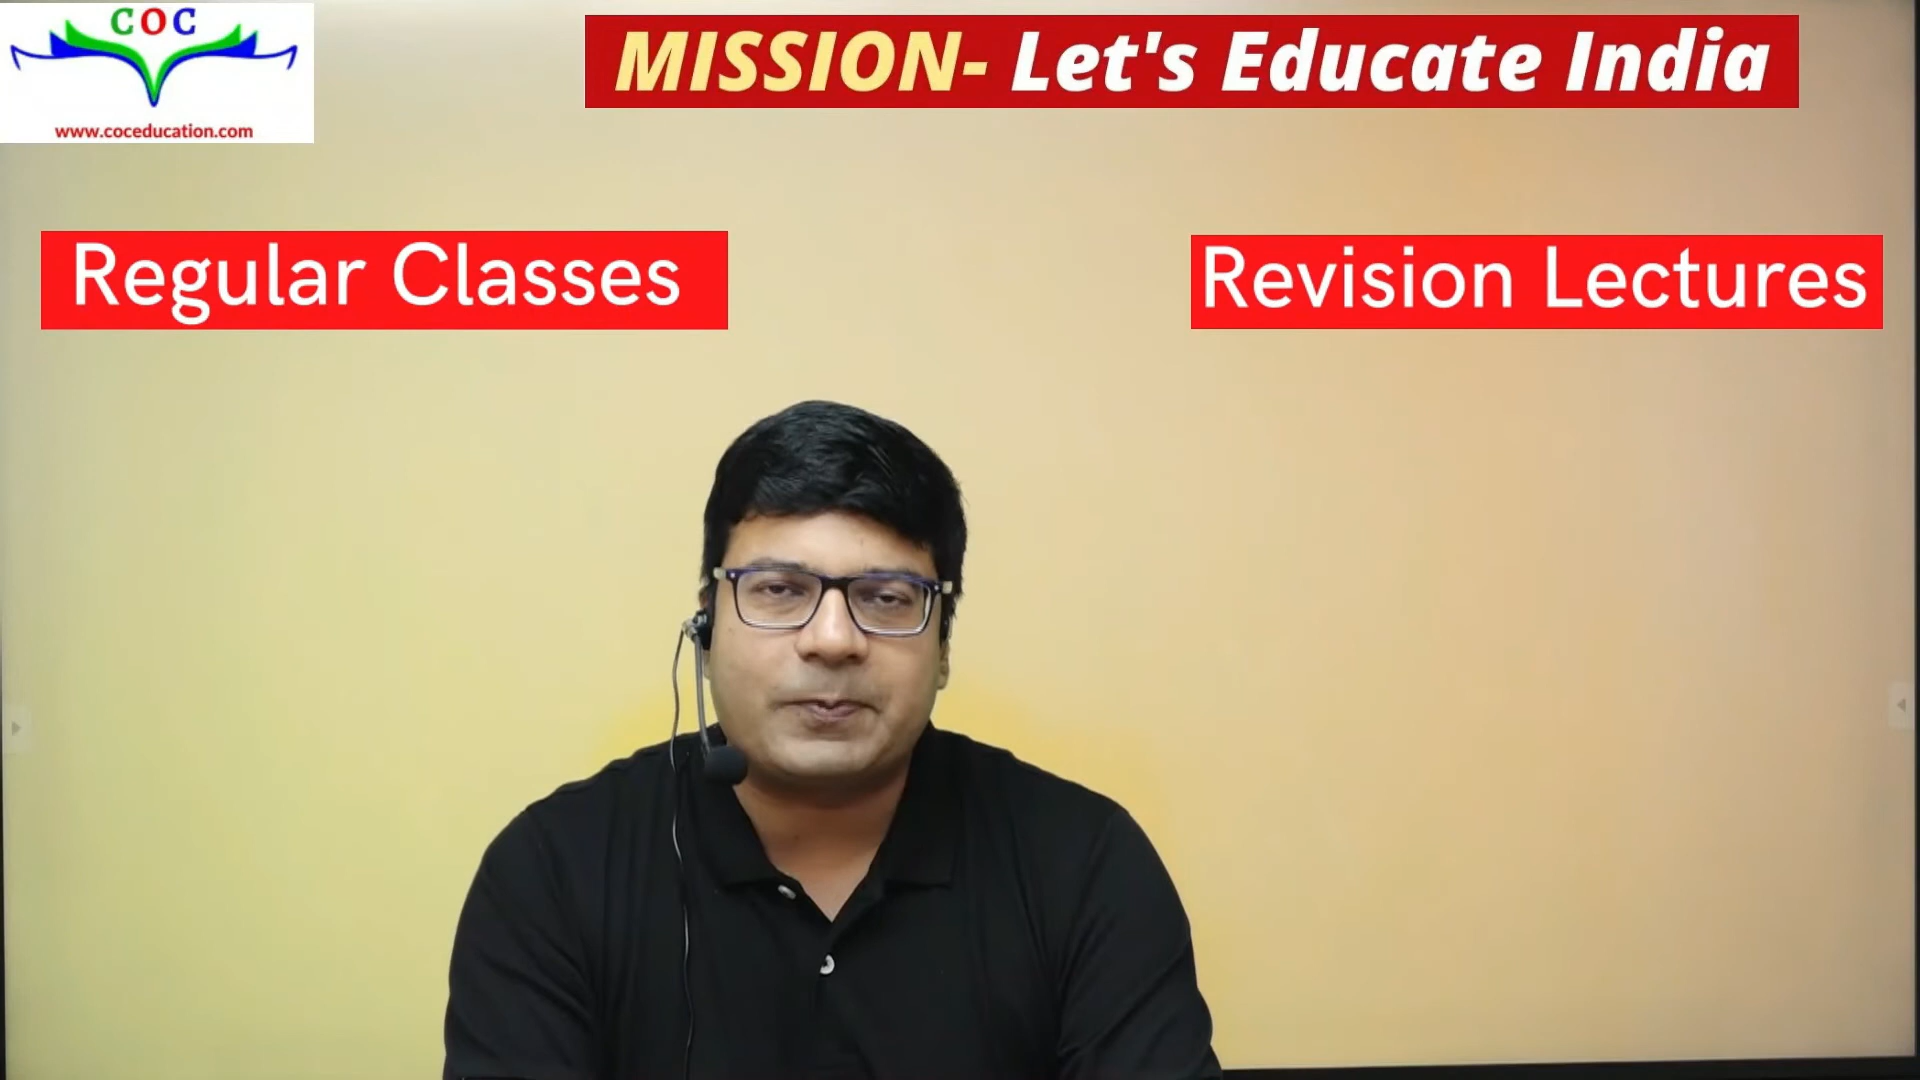 COC
www.coceducation.com
MISSION- Let's Educate India
Regular Classes
Revision Lectures